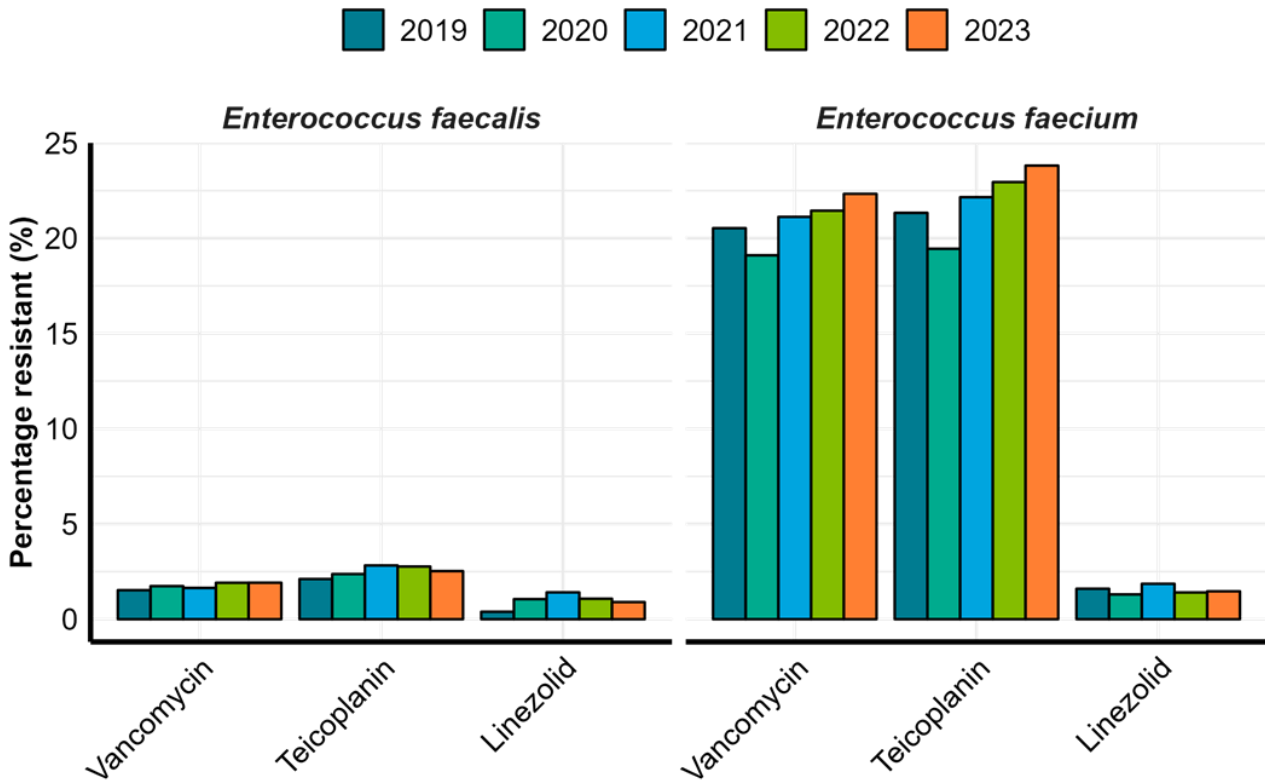 2019 2020 2021 2022 2023
Enterococcus faecalis Enterococcus faecium
Percentage resistant (%)
25
20
15
10
5
0
Vancomycin Teicoplanin Linezolid Vancomycin Teicoplanin Linezolid